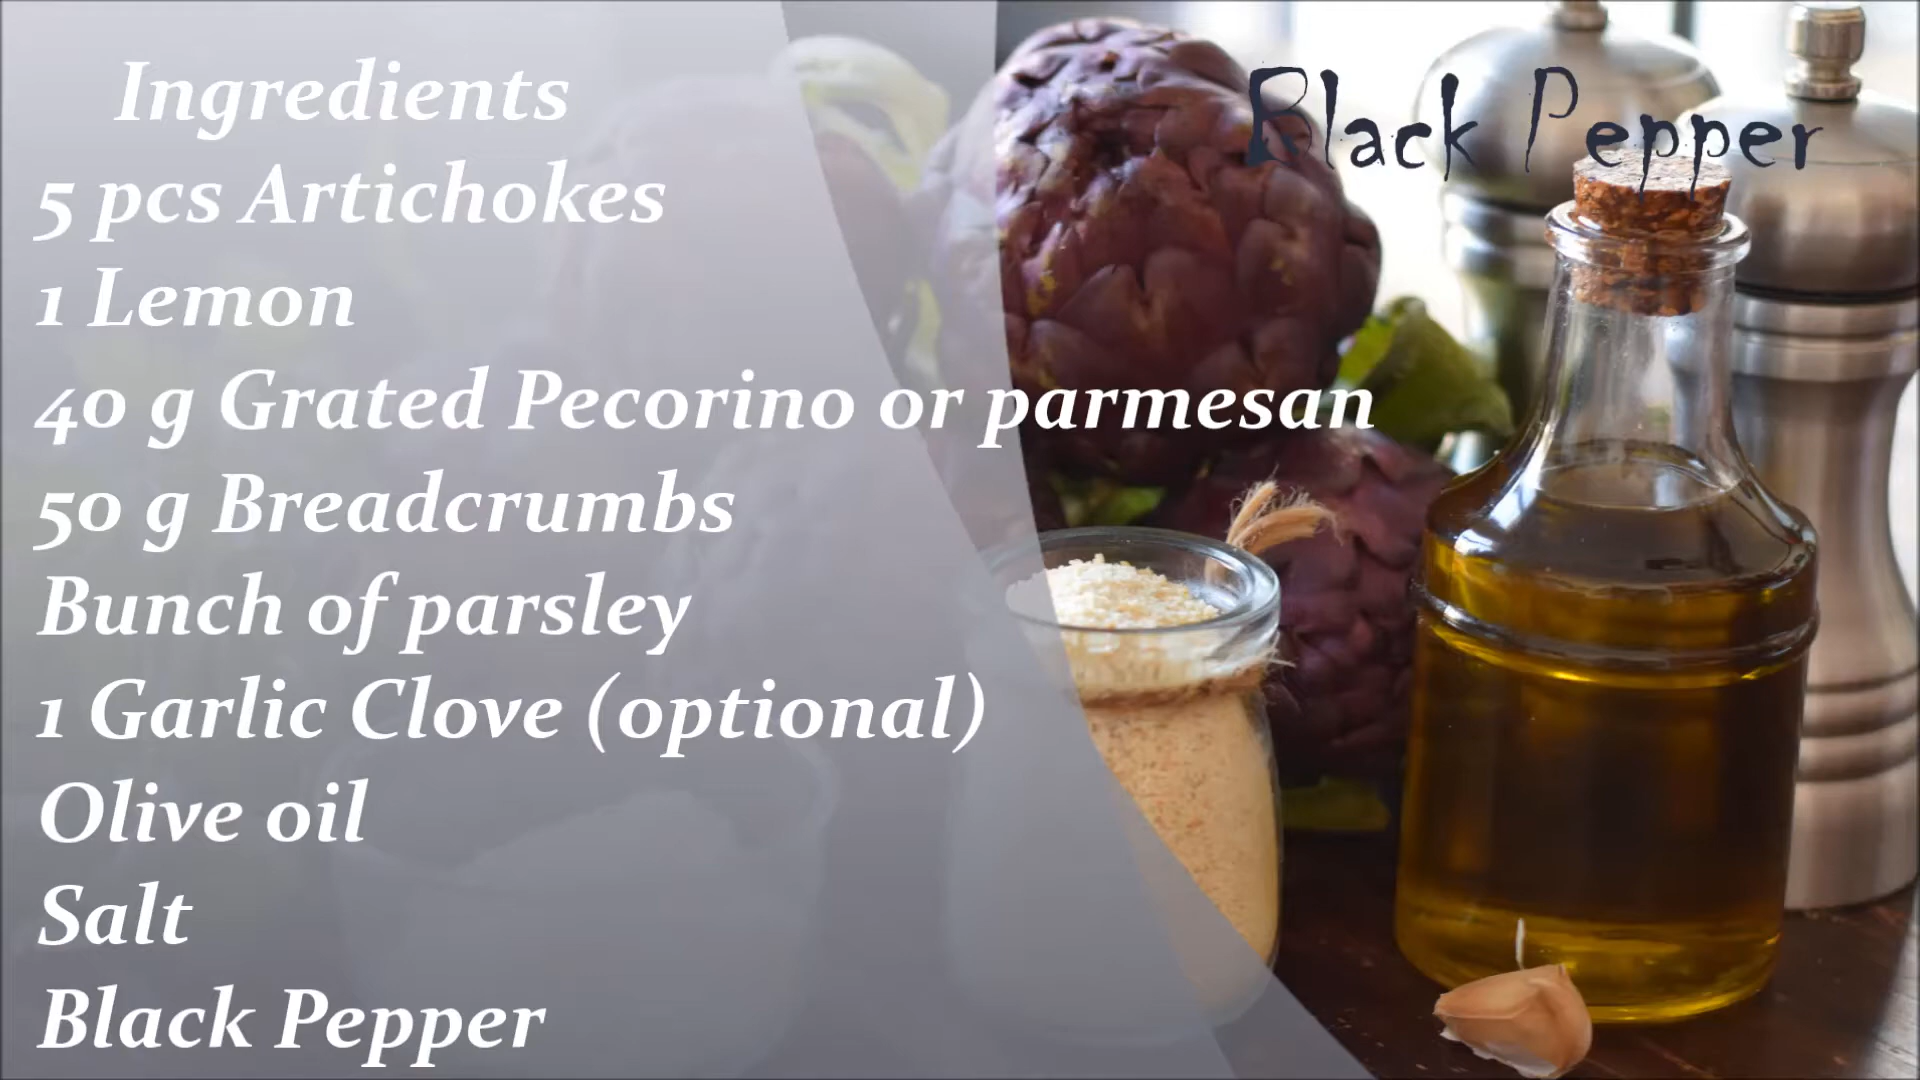 Ingredients
5 pcs Artichokes
1 Lemon
40 g Grated Pecorino or parmesan
50 g Breadcrumbs
Bunch of parsley
1 Garlic Clove (optional)
Olive oil
Salt
Black Pepper
Black Pepper